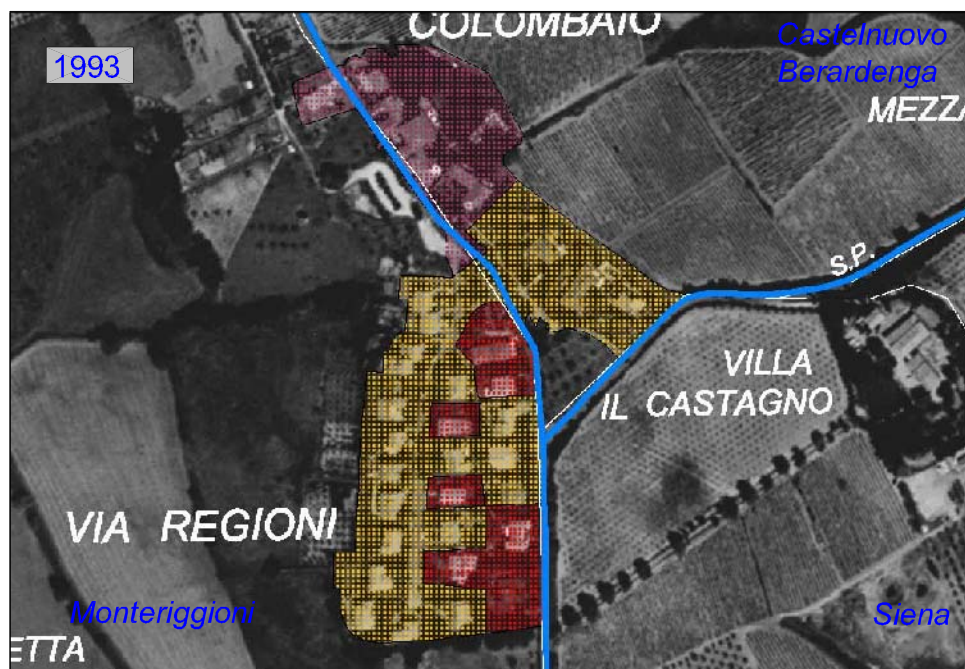 COLOMBAIO
1993
Castelnuovo
Berardenga
MEZZA
S.P.
VILLA
IL CASTAGNO
VIA REGIONI
Monteriggioni
Siena
ETTA